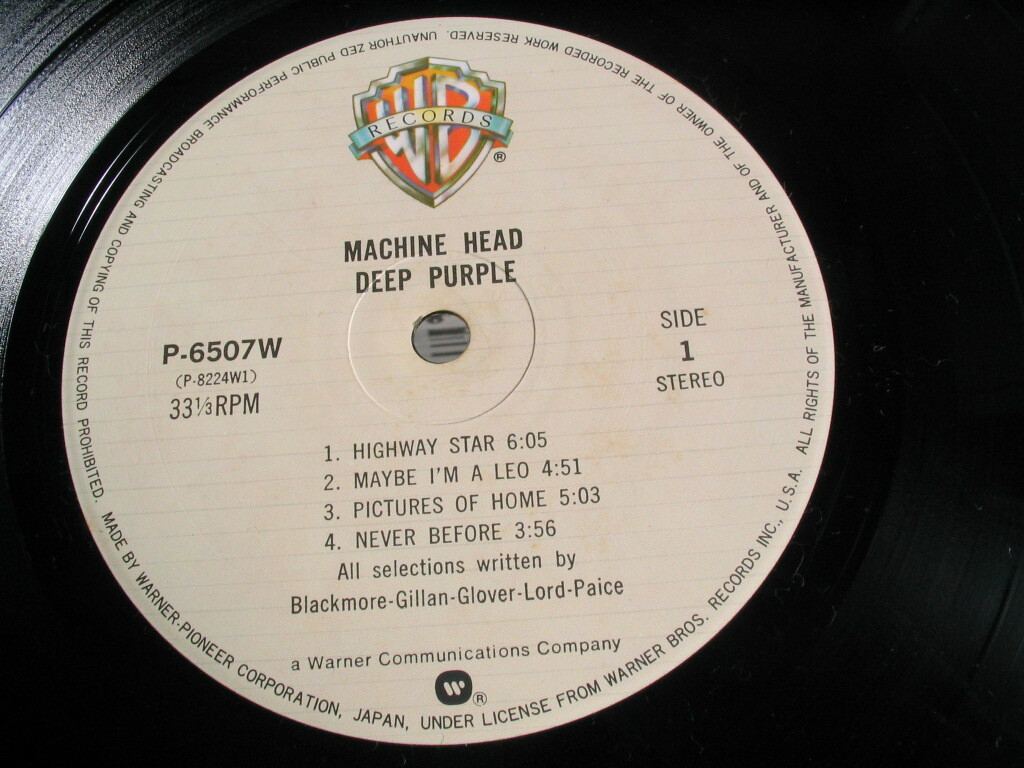 WB
RECORDS
®
MACHINE HEAD
DEEP PURPLE
P-6507W
(P-8224W1)
33⅓RPM
SIDE
1
STEREO
1. HIGHWAY STAR 6:05
2. MAYBE I'M A LEO 4:51
3. PICTURES OF HOME 5:03
4. NEVER BEFORE 3:56
All selections written by
Blackmore-Gillan-Glover-Lord-Paice
a Warner Communications Company
®
MADE BY WARNER-PIONEER CORPORATION, JAPAN, UNDER LICENSE FROM WARNER BROS. RECORDS INC., U.S.A. ALL RIGHTS OF THE MANUFACTURER AND OF THE OWNER OF THE RECORDED WORK RESERVED. UNAUTHORIZED PUBLIC PERFORMANCE BROADCASTING AND COPYING OF THIS RECORD PROHIBITED.